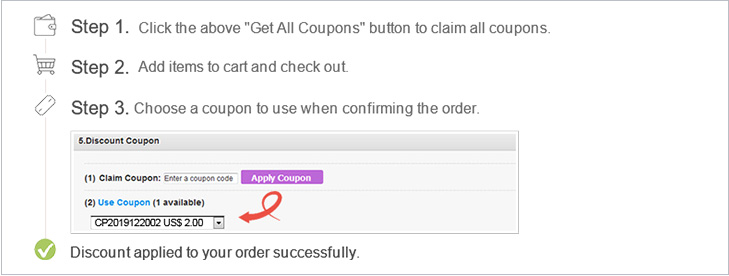 Step 1. Click the above "Get All Coupons" button to claim all coupons.
Step 2. Add items to cart and check out.
Step 3. Choose a coupon to use when confirming the order.
5.Discount Coupon
(1) Claim Coupon: Enter a coupon code Apply Coupon
(2) Use Coupon (1 available)
CP2019122002 US$ 2.00
Discount applied to your order successfully.